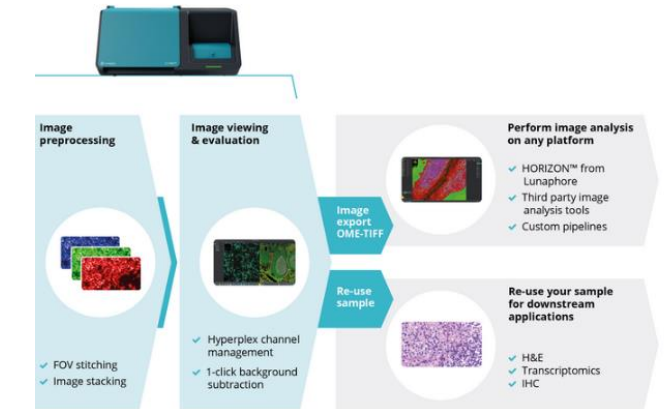 Image
preprocessing
FOV stitching
Image stacking
Image viewing
& evaluation
Hyperplex channel
management
1-click background
subtraction
Image
export
OME-TIFF
Re-use
sample
Perform image analysis
on any platform
HORIZON™ from
Lunaphore
Third party image
analysis tools
Custom pipelines
Re-use your sample
for downstream
applications
H&E
Transcriptomics
IHC